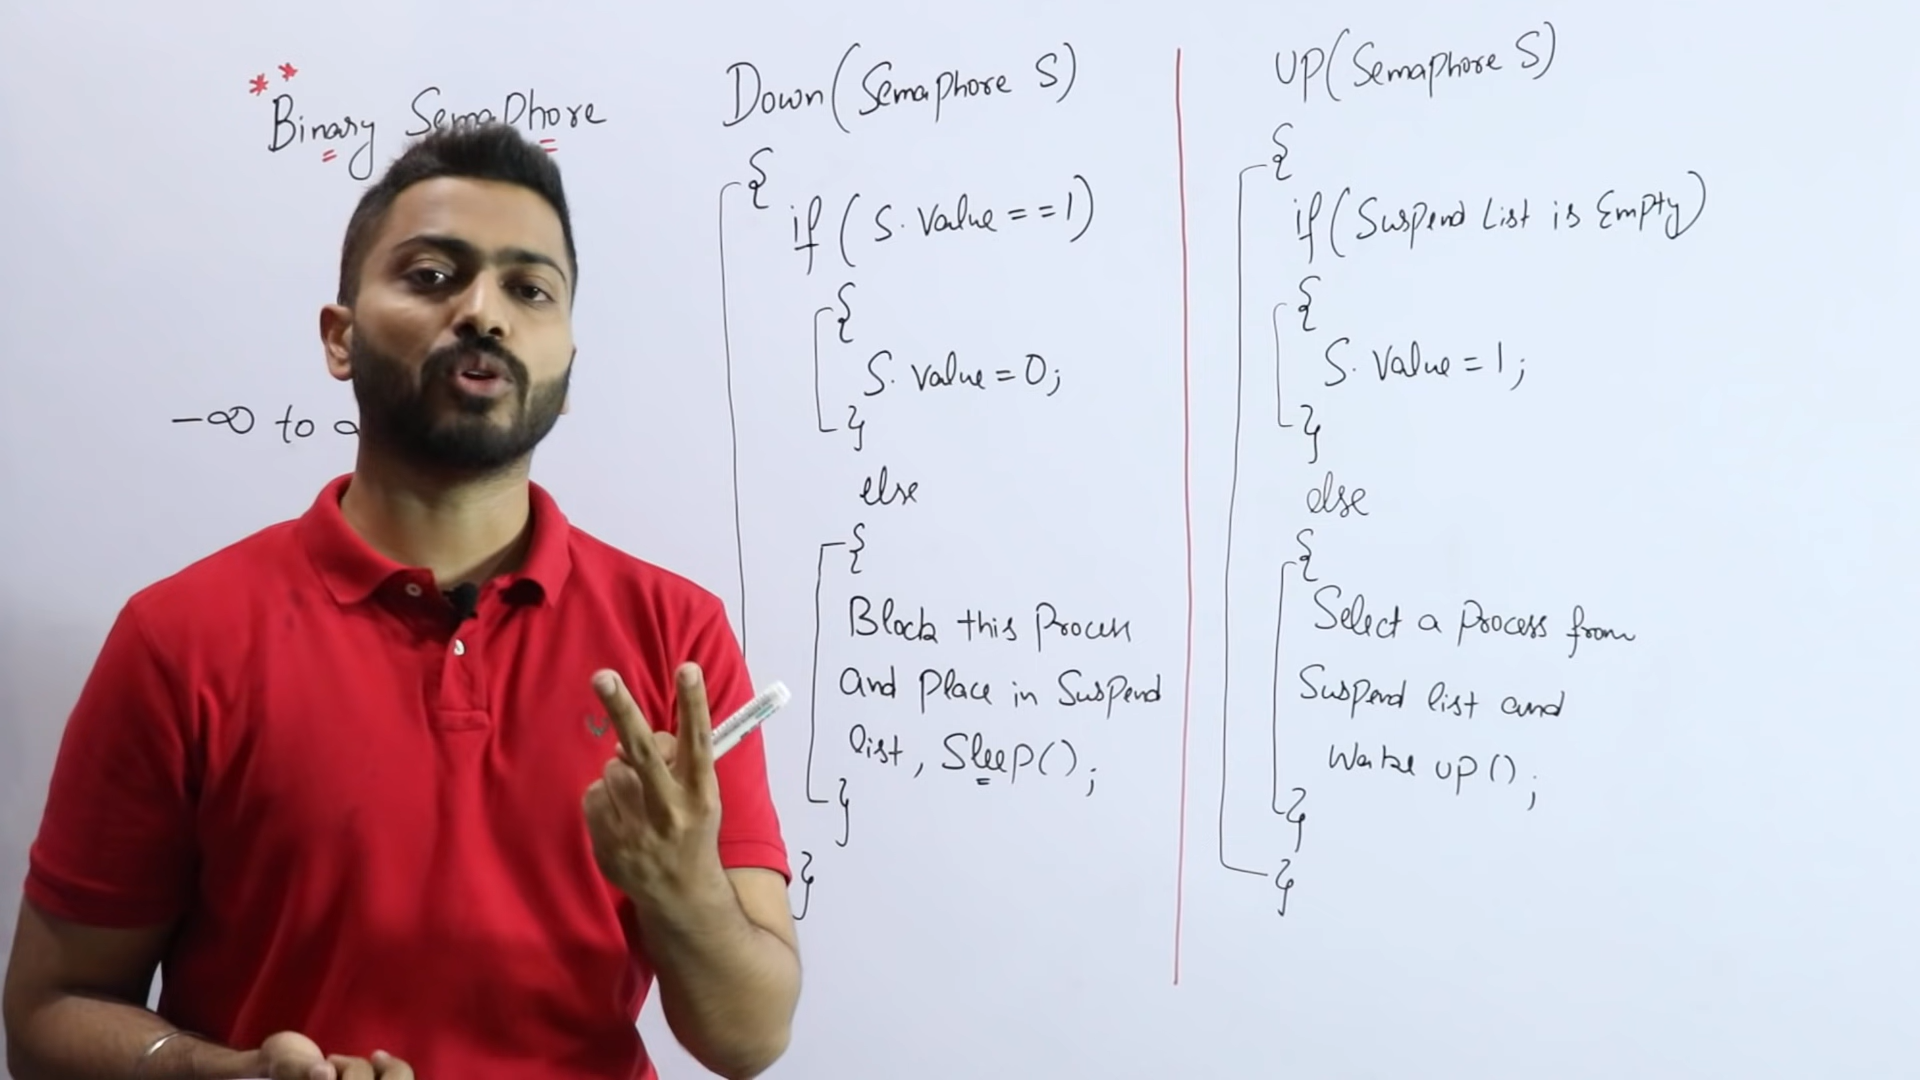 **
Binary Semaphore
-∞ to
Down(Semaphore S)
{
if (S. Value ==1)
{
S. value = 0;
}
else
{
Block this Process
and place in Suspend
list, Sleep();
}
}
UP(Semaphore S)
{
if (Suspend List is Empty)
{
S. Value = 1;
}
else
{
Select a Process from
Suspend list and
Wake up();
}
}